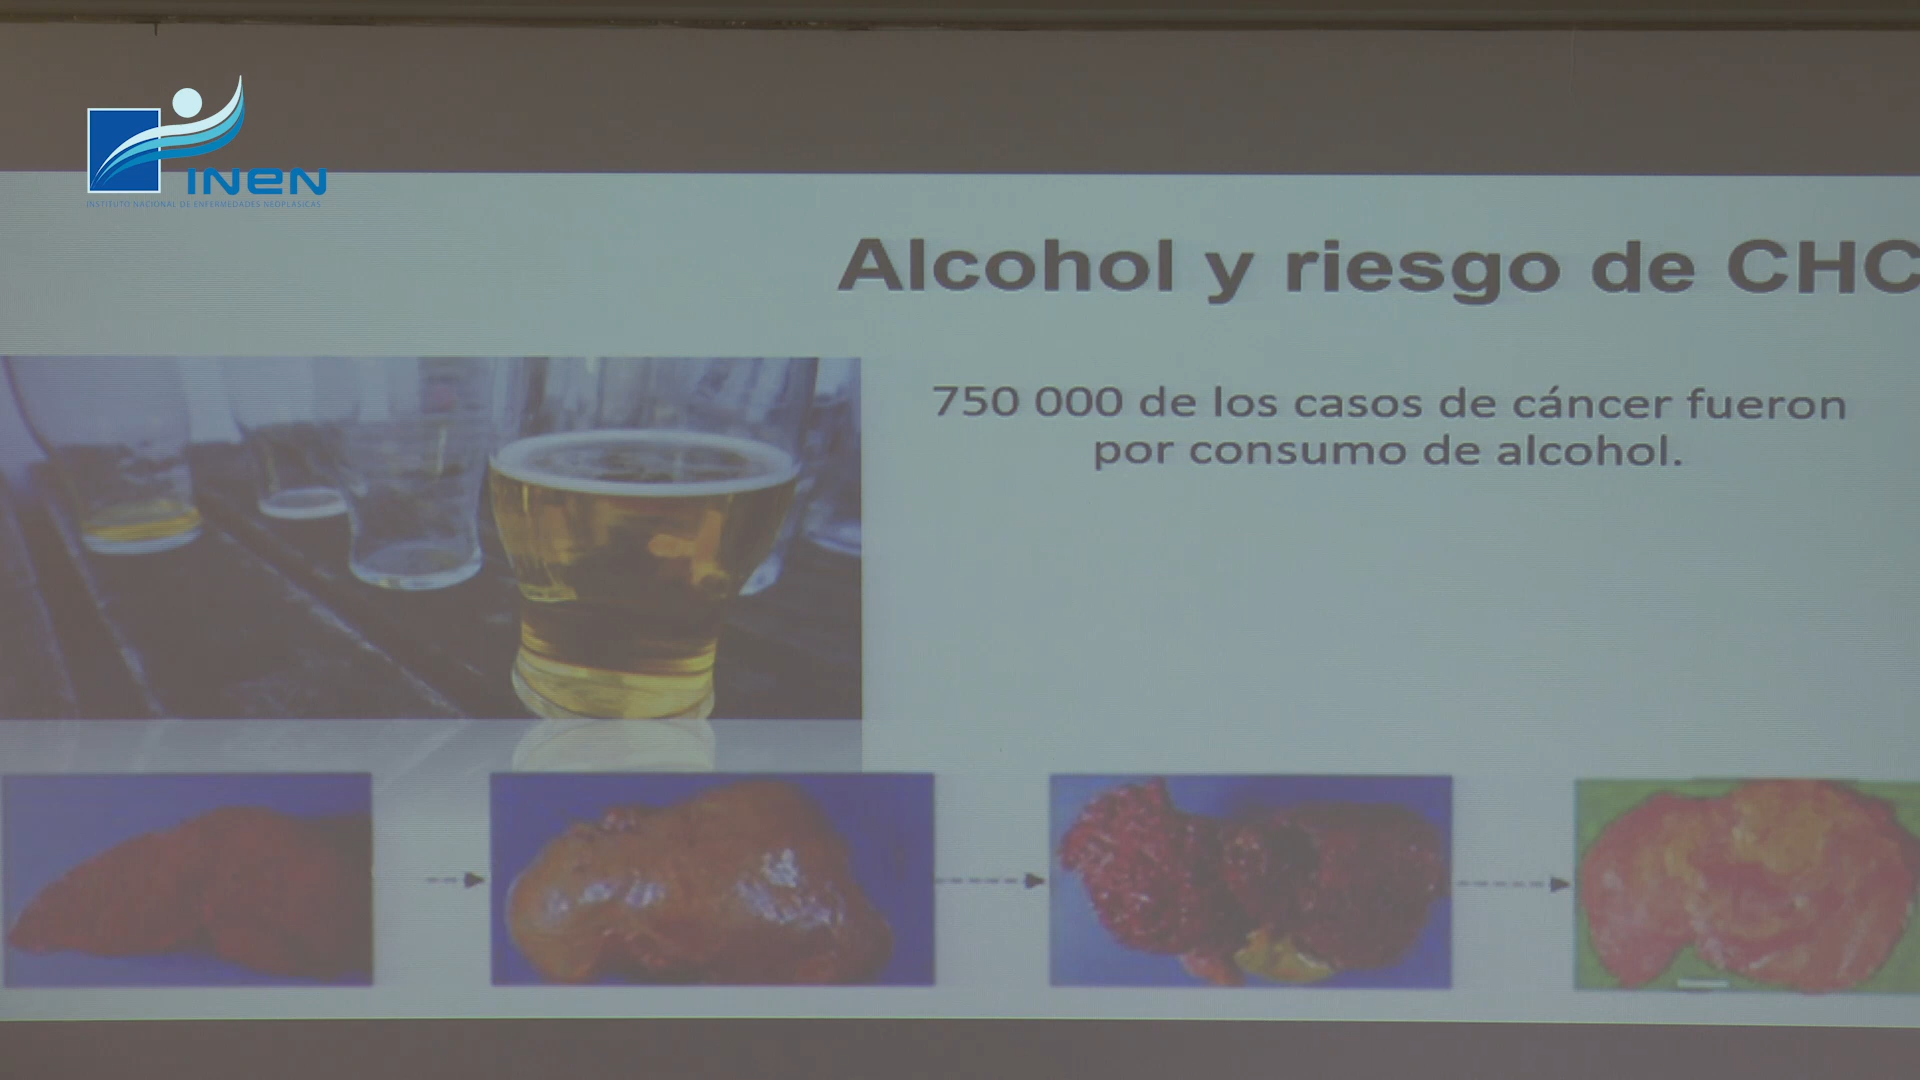 INEN
INSTITUTO NACIONAL DE ENFERMEDADES NEOPLÁSICAS
Alcohol y riesgo de CHC
750 000 de los casos de cáncer fueron
por consumo de alcohol.